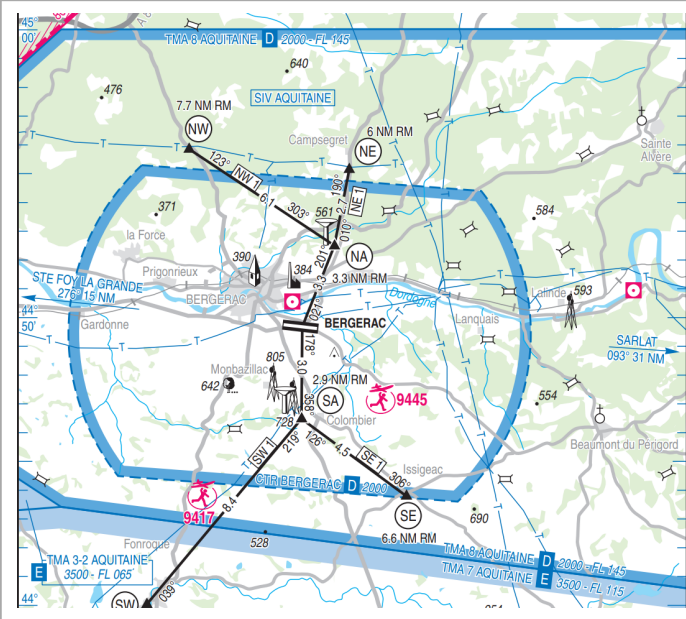 45°
00'
TMA 8 AQUITAINE D 2000 - FL 145
640
476
SIV AQUITAINE
7.7 NM RM
NW
Campsegret
6 NM RM
NE
Sainte
Alvère
123°
NW 1
6.1
303°
190°
NE 1
2.7
010°
371
561
584
la Force
NA
201°
390
384
3.3
3.3 NM RM
Prigonrieux
STE FOY LA GRANDE
276° 15 NM
BERGERAC
021°
Dordogne
Lalinde
593
44°
50'
Gardonne
BERGERAC
Languais
178°
SARLAT
093° 31 NM
805
Monbazillac
3.0
2.9 NM RM
642
358°
SA
9445
554
728
Colombier
Beaumont du Périgord
219°
126°
SW 1
4.5
SE 1
Issigeac
306°
CTR BERGERAC D 2000
8.4
9417
SE
690
528
6.6 NM RM
Fonroque
TMA 8 AQUITAINE D 2000 - FL 145
TMA 7 AQUITAINE E 3500 - FL 115
E
TMA 3-2 AQUITAINE
3500 - FL 065
039°
44°
SW